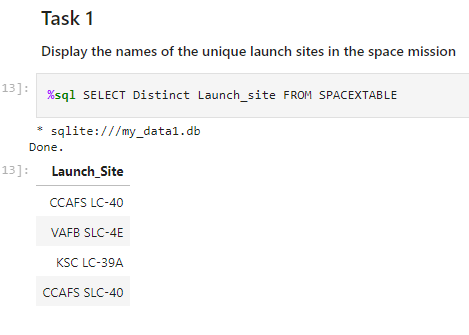 Task 1
Display the names of the unique launch sites in the space mission
13]: %sql SELECT Distinct Launch_site FROM SPACEXTABLE
* sqlite:///my_data1.db
Done.
13]: Launch_Site
CCAFS LC-40
VAFB SLC-4E
KSC LC-39A
CCAFS SLC-40